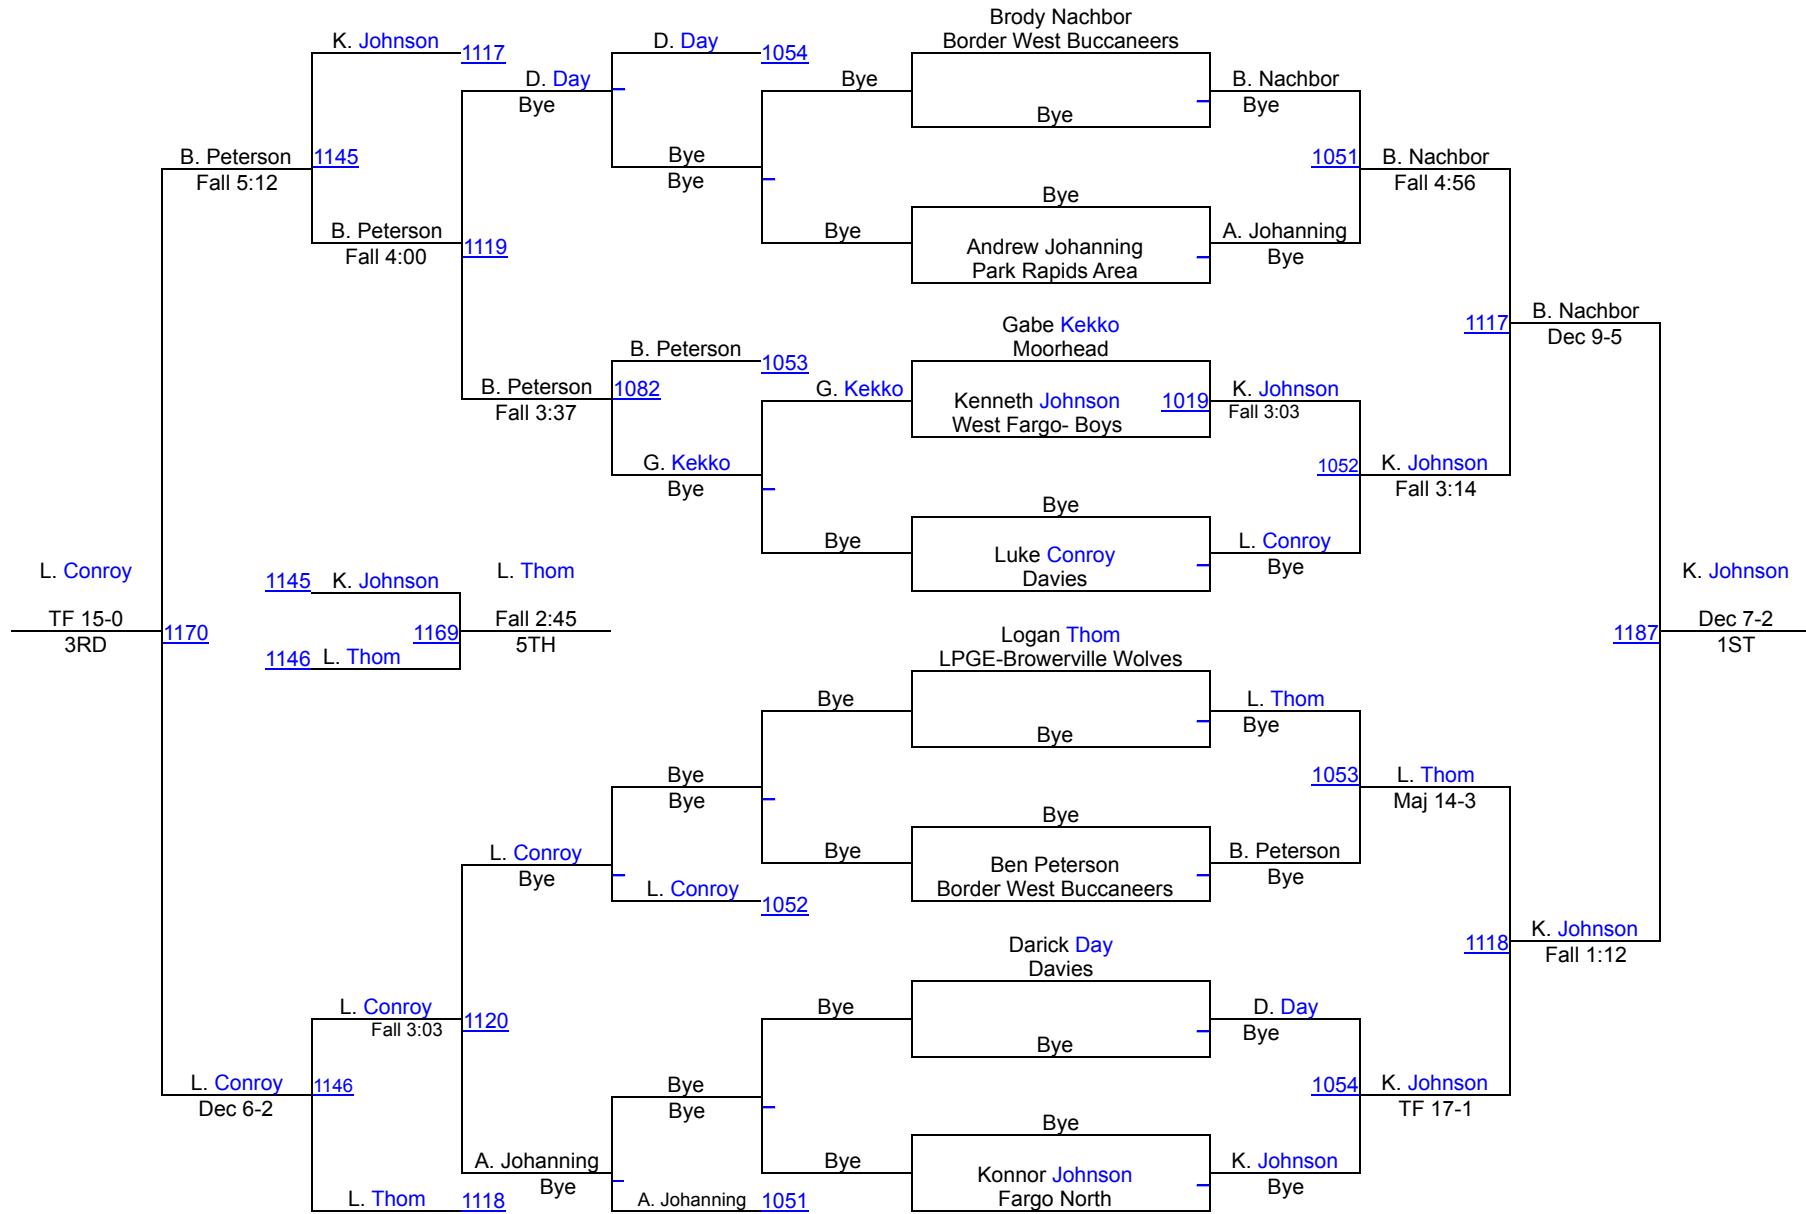 Brody Nachbor
K. Johnson 1117 D. Day 1054 Border West Buccaneers
D. Day Bye B. Nachbor
Bye Bye Bye
B. Peterson 1145 Bye 1051 B. Nachbor
Fall 5:12 Bye Fall 4:56
Bye
B. Peterson 1119 Bye Andrew Johanning A. Johanning
Fall 4:00 Park Rapids Area Bye
B. Nachbor
Gabe Kekko 1117 Dec 9-5
B. Peterson 1053 Moorhead
B. Peterson 1082 G. Kekko Kenneth Johnson 1019 K. Johnson
Fall 3:37 West Fargo- Boys Fall 3:03
G. Kekko 1052 K. Johnson
Bye Fall 3:14
Bye
Bye Luke Conroy L. Conroy
L. Conroy 1145 K. Johnson L. Thom Davies Bye K. Johnson
TF 15-0 1170 1169 Fall 2:45 1187 Dec 7-2
3RD 1146 L. Thom 5TH Logan Thom 1ST
LPGE-Browerville Wolves
Bye L. Thom
Bye Bye
Bye 1053 L. Thom
Bye Maj 14-3
Bye
L. Conroy Bye Ben Peterson B. Peterson
Bye L. Conroy 1052 Border West Buccaneers Bye
K. Johnson
Darick Day 1118 Fall 1:12
Davies
L. Conroy 1120 Bye D. Day
Fall 3:03 Bye Bye
L. Conroy 1146 Bye 1054 K. Johnson
Dec 6-2 Bye TF 17-1
Bye
A. Johanning Bye Konnor Johnson K. Johnson
Bye Fargo North Bye
L. Thom 1118 A. Johanning 1051